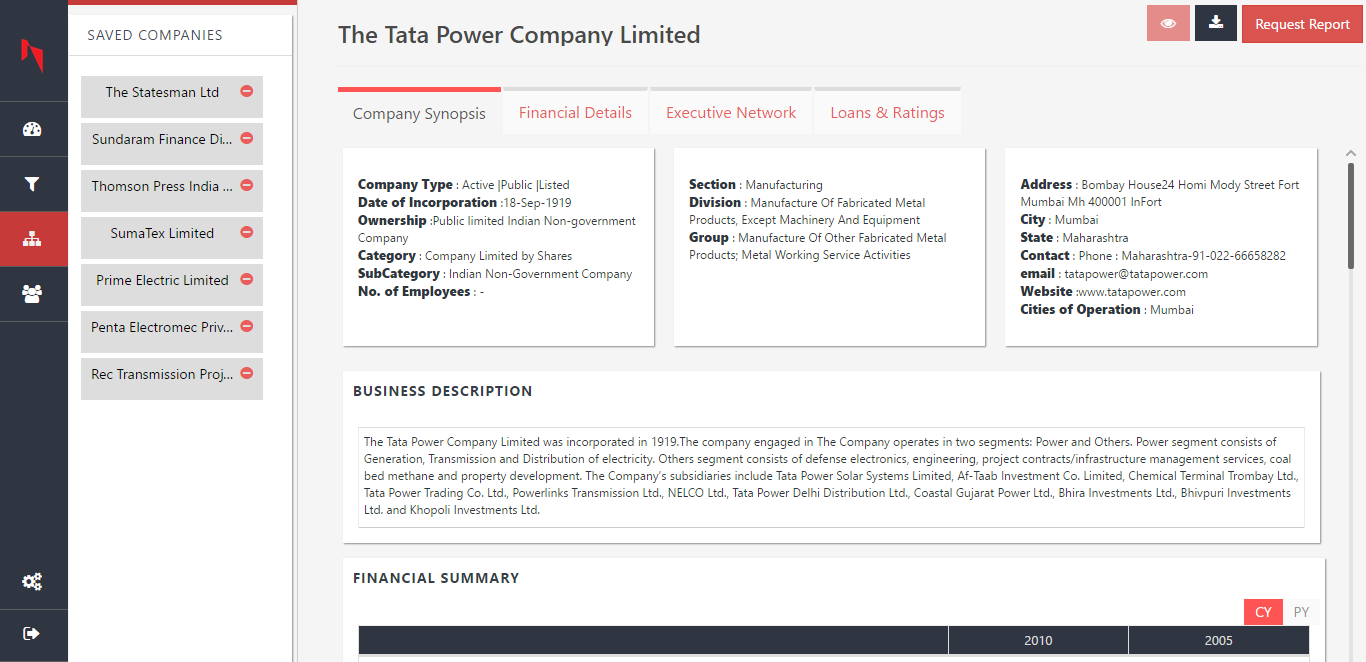 SAVED COMPANIES
The Statesman Ltd
Sundaram Finance Di...
Thomson Press India ...
SumaTex Limited
Prime Electric Limited
Penta Electromec Priv...
Rec Transmission Proj...
The Tata Power Company Limited
Request Report
Company Synopsis
Financial Details
Executive Network
Loans & Ratings
Company Type : Active |Public |Listed
Date of Incorporation :18-Sep-1919
Ownership :Public limited Indian Non-government
Company
Category : Company Limited by Shares
SubCategory : Indian Non-Government Company
No. of Employees : -
Section : Manufacturing
Division : Manufacture Of Fabricated Metal
Products, Except Machinery And Equipment
Group : Manufacture Of Other Fabricated Metal
Products; Metal Working Service Activities
Address : Bombay House24 Homi Mody Street Fort
Mumbai Mh 400001 InFort
City : Mumbai
State : Maharashtra
Contact : Phone : Maharashtra-91-022-66658282
email : tatapower@tatapower.com
Website :www.tatapower.com
Cities of Operation : Mumbai
BUSINESS DESCRIPTION
The Tata Power Company Limited was incorporated in 1919.The company engaged in The Company operates in two segments: Power and Others. Power segment consists of
Generation, Transmission and Distribution of electricity. Others segment consists of defense electronics, engineering, project contracts/infrastructure management services, coal
bed methane and property development. The Company's subsidiaries include Tata Power Solar Systems Limited, Af-Taab Investment Co. Limited, Chemical Terminal Trombay Ltd.,
Tata Power Trading Co. Ltd., Powerlinks Transmission Ltd., NELCO Ltd., Tata Power Delhi Distribution Ltd., Coastal Gujarat Power Ltd., Bhira Investments Ltd., Bhivpuri Investments
Ltd. and Khopoli Investments Ltd.
FINANCIAL SUMMARY
CY PY
2010 2005